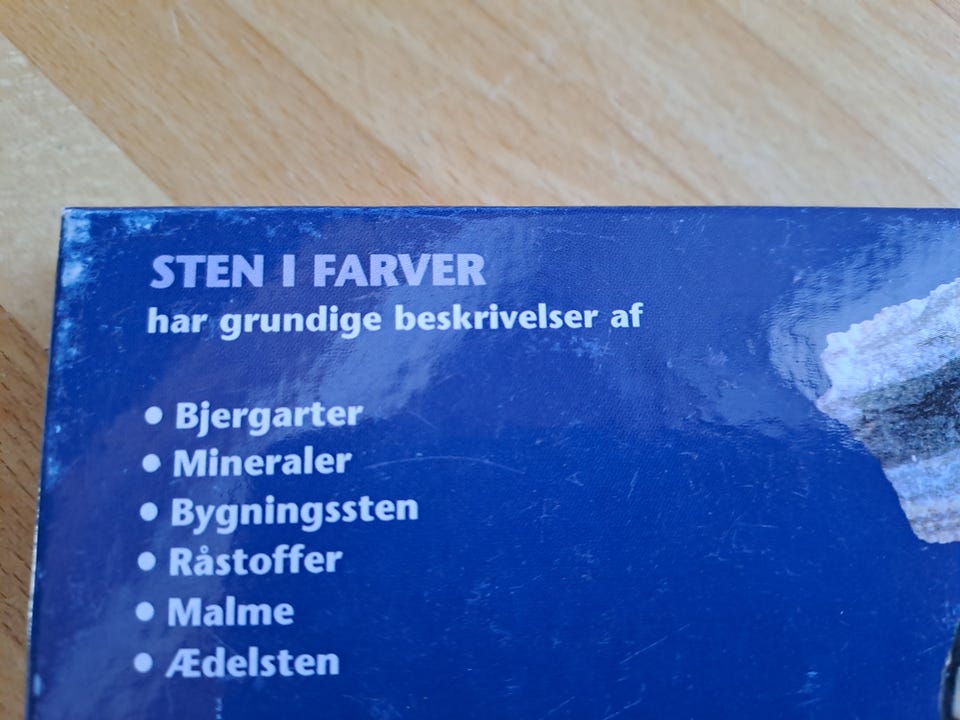 STEN I FARVER
har grundige beskrivelser af
• Bjergarter
• Mineraler
• Bygningssten
• Råstoffer
• Malme
• Ædelsten